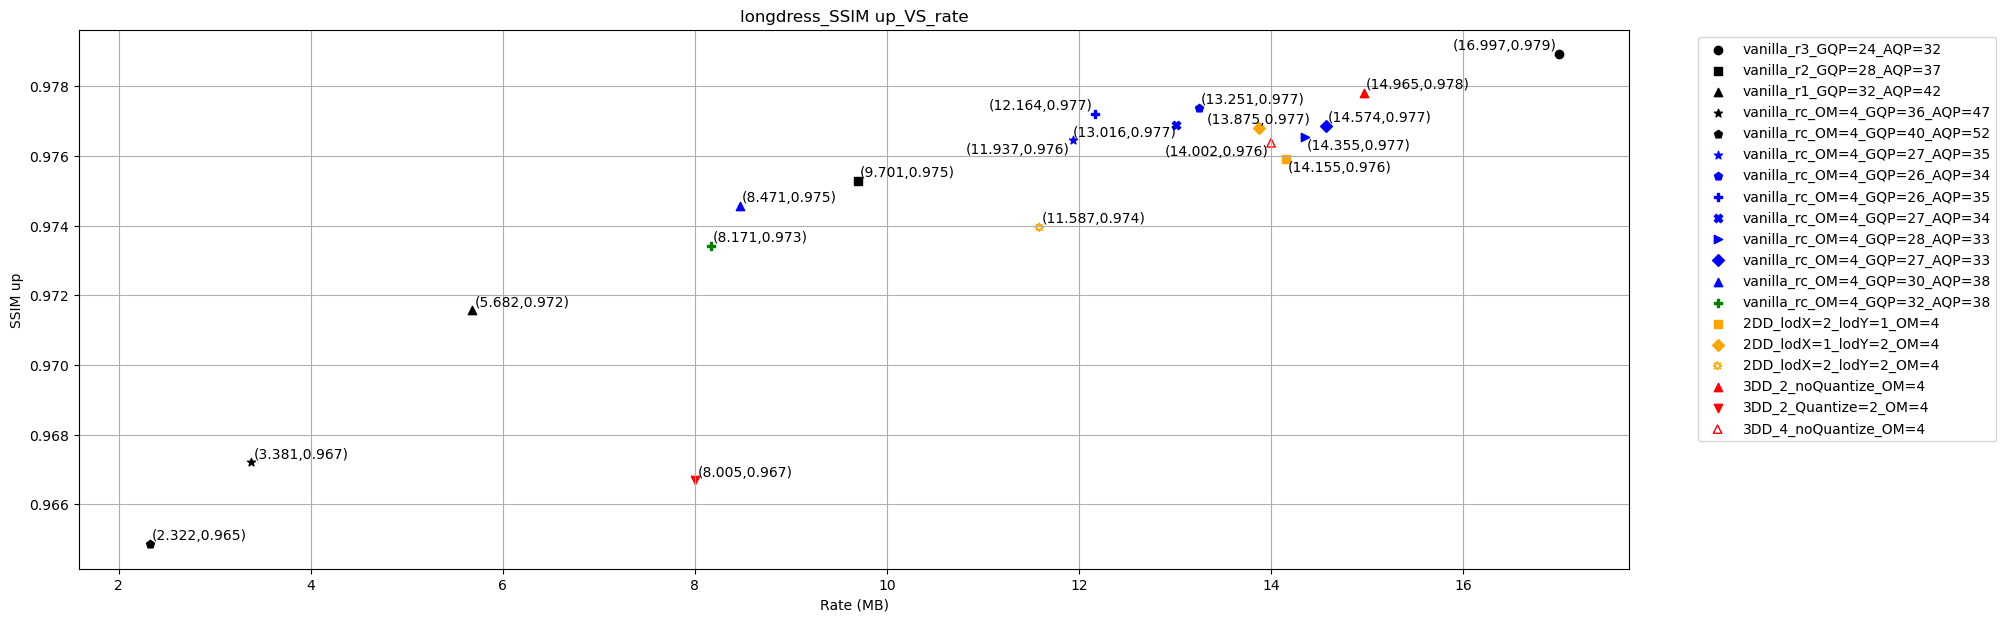 longdress_SSIM up_VS_rate
(16.997,0.979)
(14.965,0.978)
(12.164,0.977)
(13.251,0.977)
(13.875,0.977)
(14.574,0.977)
(13.016,0.977)
(11.937,0.976)
(14.002,0.976)
(14.355,0.977)
(14.155,0.976)
(9.701,0.975)
(8.471,0.975)
(11.587,0.974)
(8.171,0.973)
(5.682,0.972)
(3.381,0.967)
(8.005,0.967)
(2.322,0.965)
SSIM up
0.978
0.976
0.974
0.972
0.970
0.968
0.966
2
4
6
8
10
12
14
16
Rate (MB)
vanilla_r3_GQP=24_AQP=32
vanilla_r2_GQP=28_AQP=37
vanilla_r1_GQP=32_AQP=42
vanilla_rc_OM=4_GQP=36_AQP=47
vanilla_rc_OM=4_GQP=40_AQP=52
vanilla_rc_OM=4_GQP=27_AQP=35
vanilla_rc_OM=4_GQP=26_AQP=34
vanilla_rc_OM=4_GQP=26_AQP=35
vanilla_rc_OM=4_GQP=27_AQP=34
vanilla_rc_OM=4_GQP=28_AQP=33
vanilla_rc_OM=4_GQP=27_AQP=33
vanilla_rc_OM=4_GQP=30_AQP=38
vanilla_rc_OM=4_GQP=32_AQP=38
2DD_lodX=2_lodY=1_OM=4
2DD_lodX=1_lodY=2_OM=4
2DD_lodX=2_lodY=2_OM=4
3DD_2_noQuantize_OM=4
3DD_2_Quantize=2_OM=4
3DD_4_noQuantize_OM=4